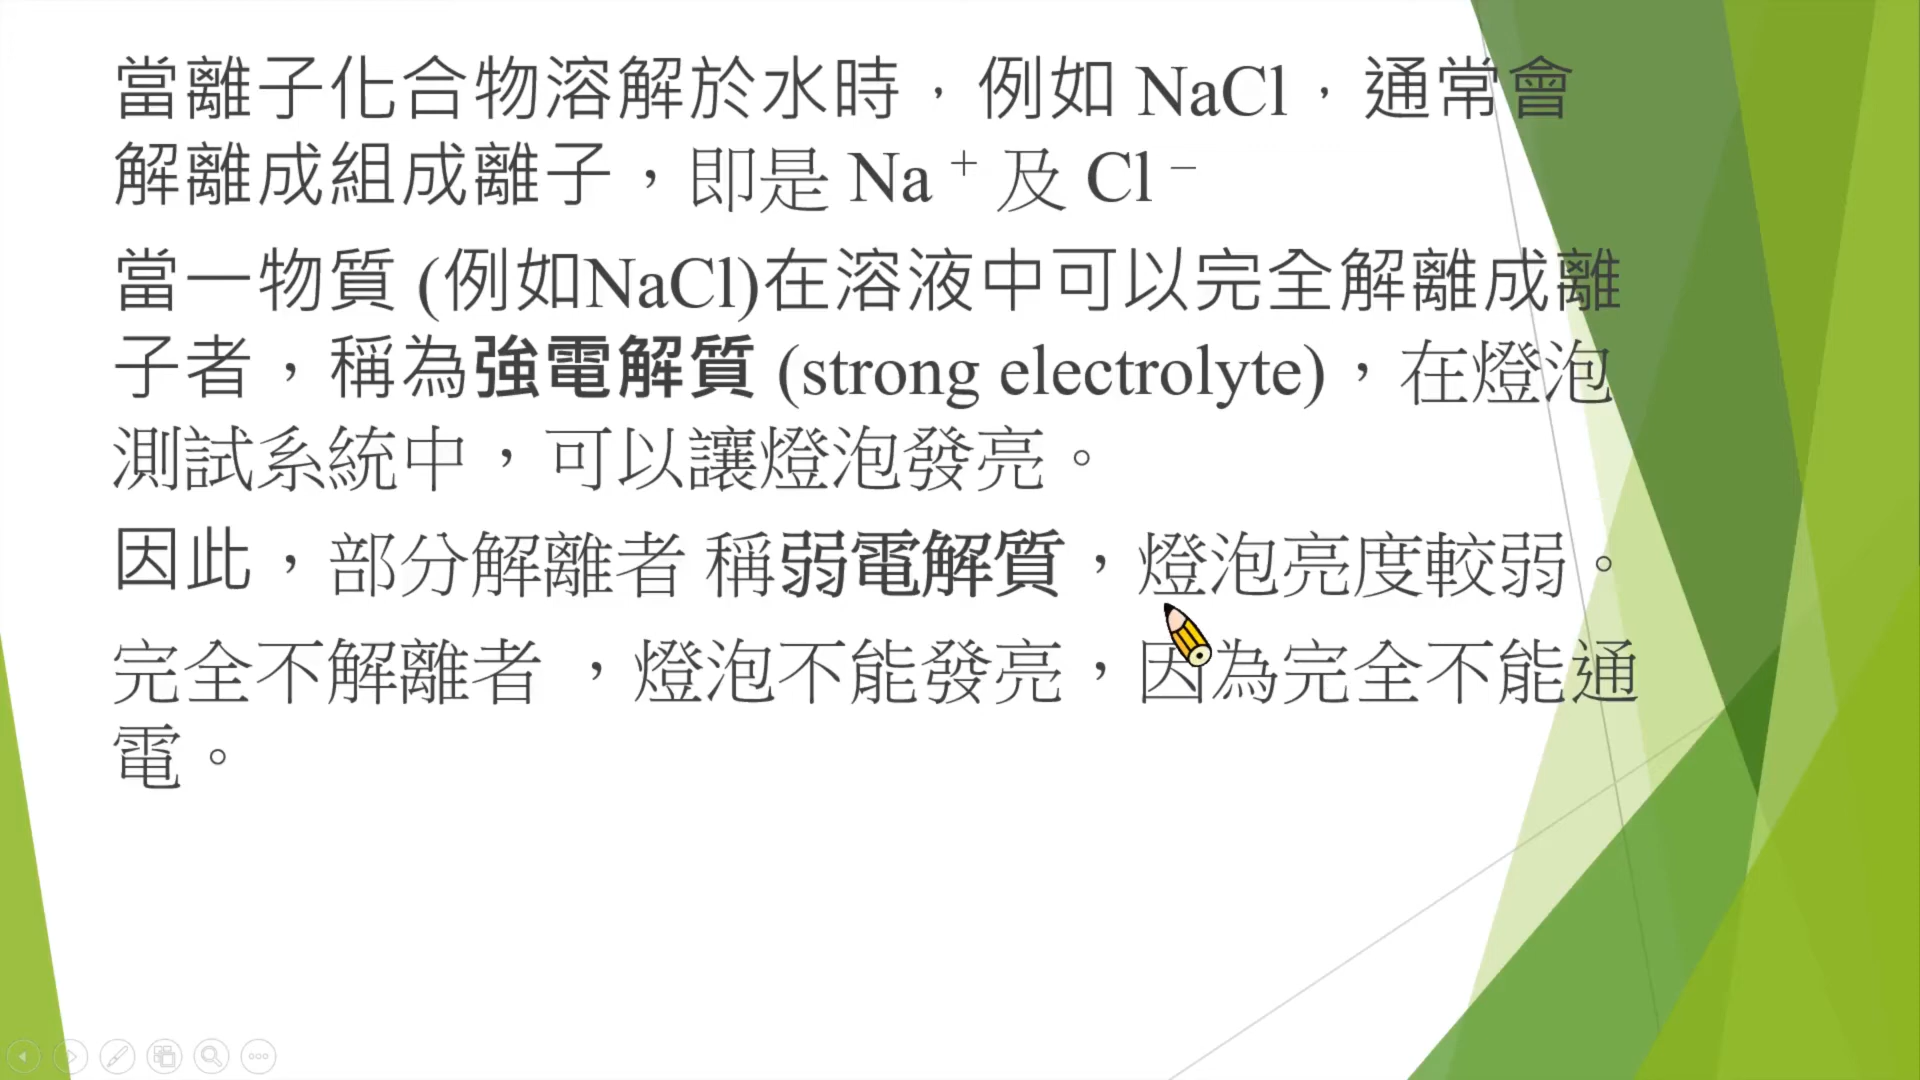 當離子化合物溶解於水時，例如 NaCl，通常會
解離成組成離子，即是 Na⁺ 及 Cl⁻
當一物質 (例如NaCl)在溶液中可以完全解離成離
子者，稱為強電解質 (strong electrolyte)，在燈泡
測試系統中，可以讓燈泡發亮。
因此，部分解離者 稱弱電解質，燈泡亮度較弱。
完全不解離者 ，燈泡不能發亮，因為完全不能通
電。